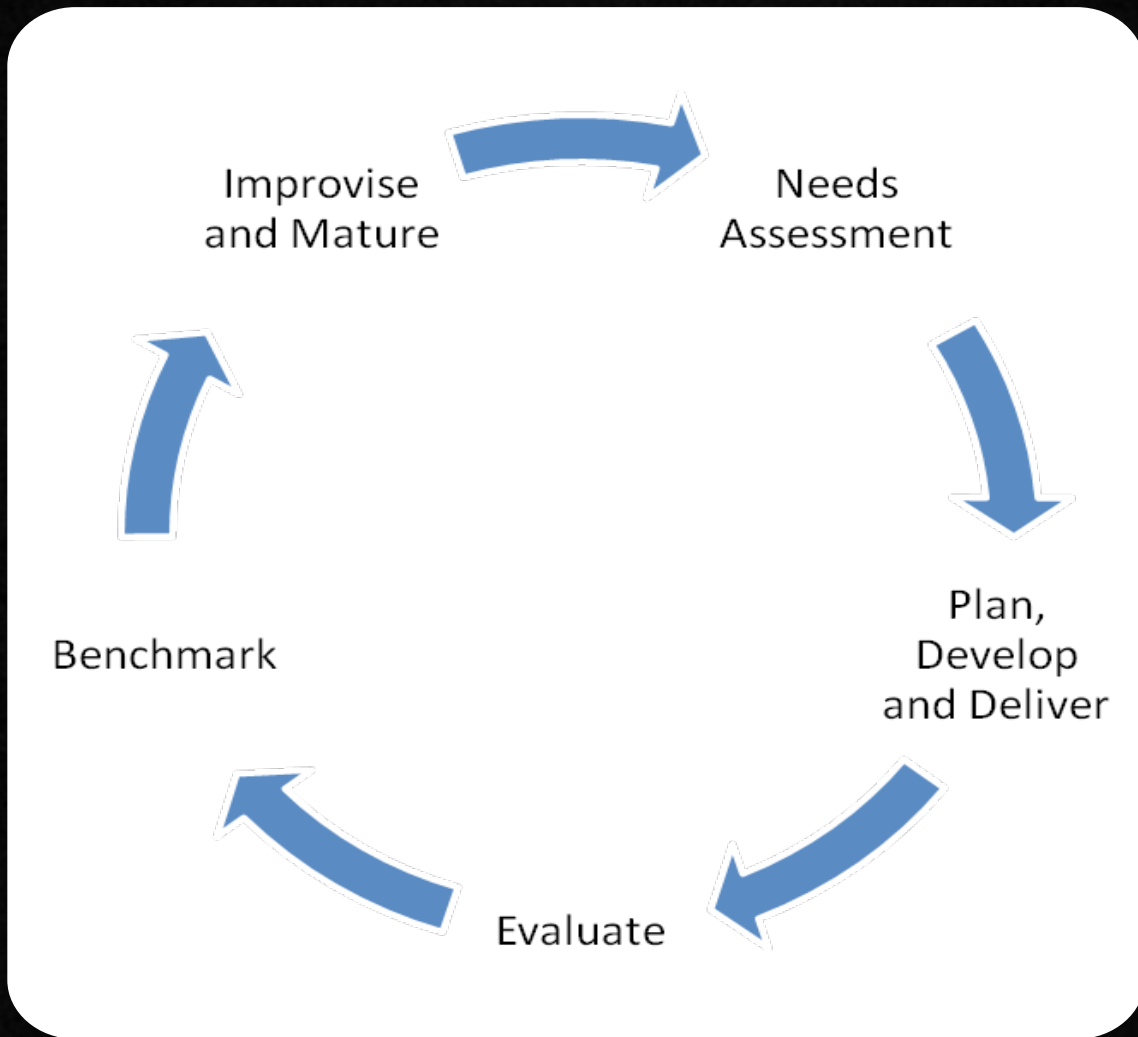 Improvise
and Mature
Needs
Assessment
Plan,
Develop
and Deliver
Evaluate
Benchmark